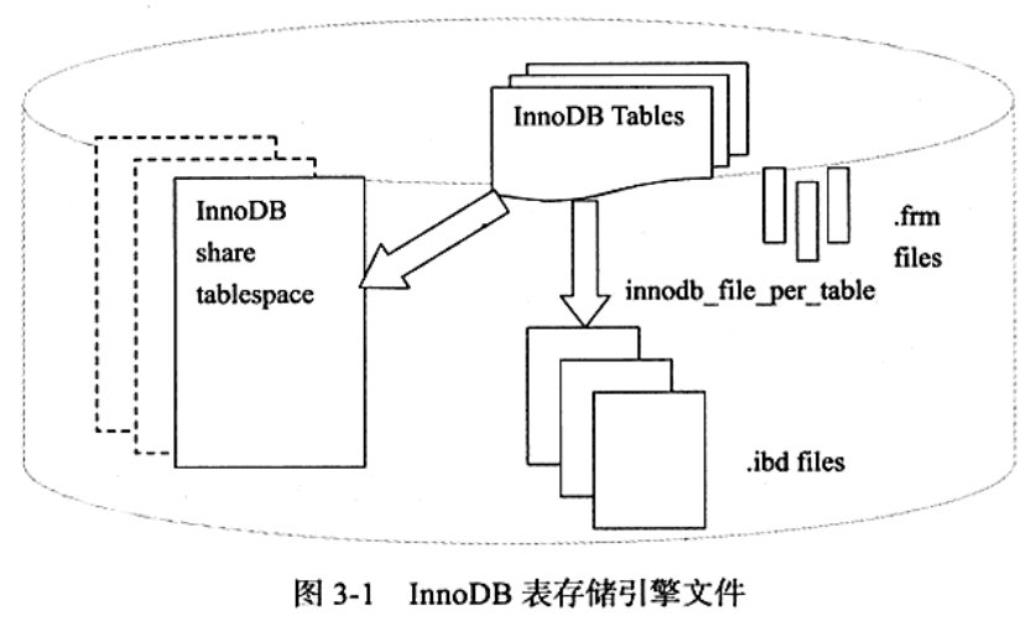 InnoDB Tables
InnoDB
share
tablespace
.frm
files
innodb_file_per_table
.ibd files
图 3-1 InnoDB 表存储引擎文件